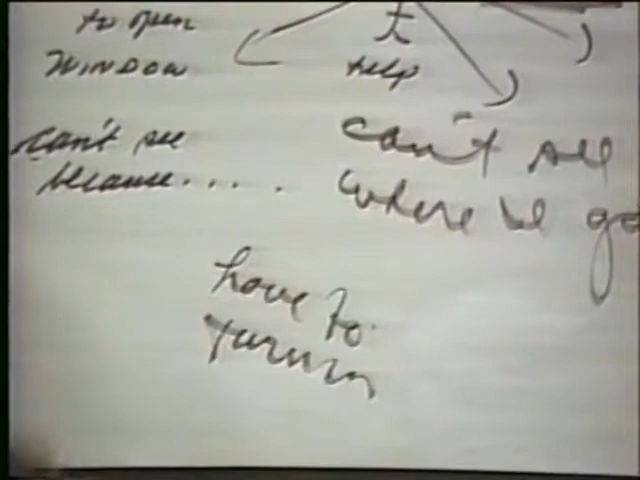 to open
WINDOW
help
can't see
because....
can't see
where he go
have to
turn